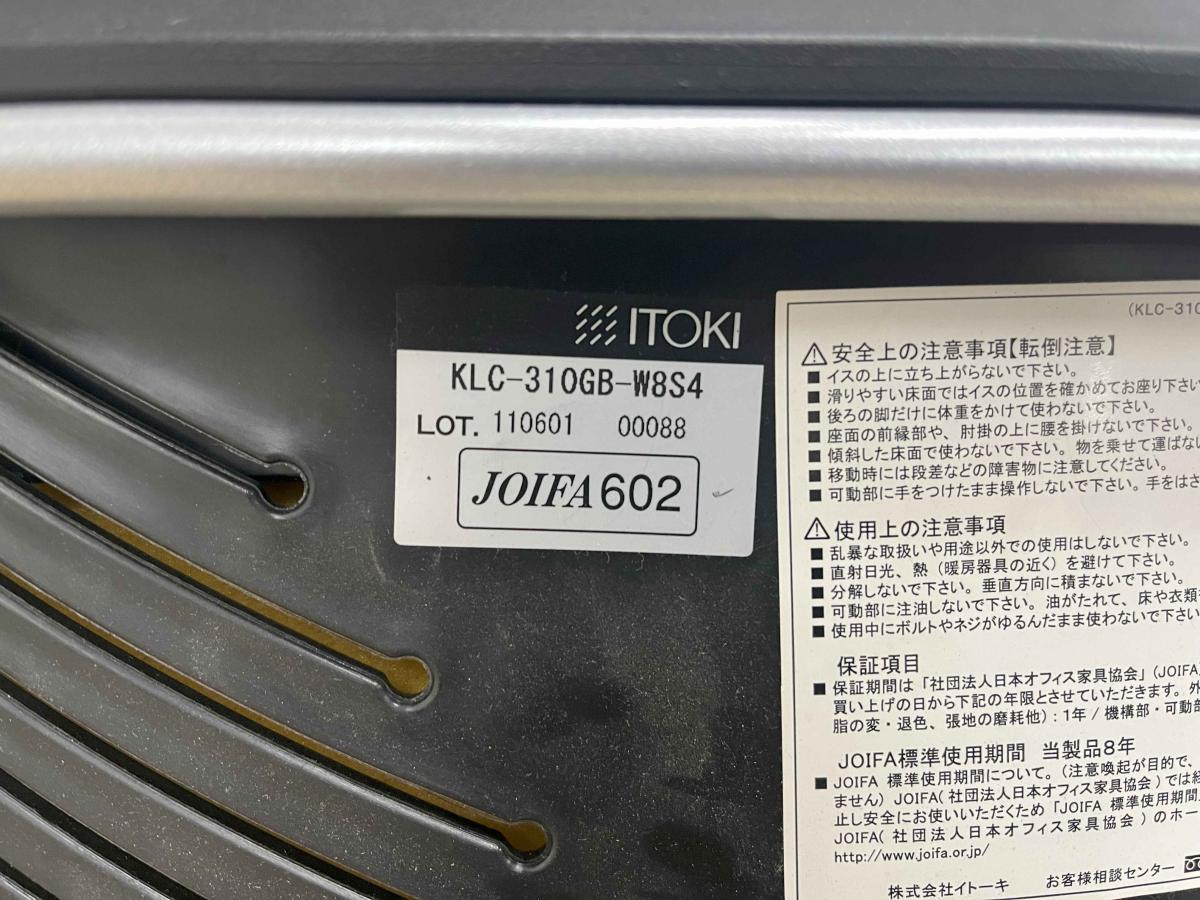 ITOKI
KLC-310GB-W8S4
LOT. 110601 00088
JOIFA602
(KLC-310
⚠安全上の注意事項【転倒注意】
■ イスの上に立ち上がらないで下さい。
■ 滑りやすい床面ではイスの位置を確かめてお座り下さい
■ 後ろの脚だけに体重をかけて使わないで下さい。
■ 座面の前縁部や、肘掛の上に腰を掛けないで下さい。
■ 傾斜した床面で使わないで下さい。物を乗せて運ばない
■ 移動時には段差などの障害物に注意してください。
■ 可動部に手をつけたまま操作しないで下さい。手をはさ
⚠使用上の注意事項
■ 乱暴な取扱いや用途以外での使用はしないで下さい。
■ 直射日光、熱（暖房器具の近く）を避けて下さい。
■ 分解しないで下さい。垂直方向に積まないで下さい。
■ 可動部に注油しないで下さい。油がたれて、床や衣類
■ 使用中にボルトやネジがゆるんだまま使わないで下さい
保証項目
■ 保証期間は「社団法人日本オフィス家具協会」(JOIFA)
買い上げの日から下記の年限とさせていただきます。外
脂の変・退色、張地の磨耗他）: 1年 / 機構部・可動部
JOIFA標準使用期間 当製品8年
■ JOIFA 標準使用期間について。（注意喚起が目的で、
ません）JOIFA( 社団法人日本オフィス家具協会 ) では経
止し安全にお使いいただくため「JOIFA 標準使用期間」
JOIFA( 社団法人日本オフィス家具協会 ) のホー
http://www.joifa.or.jp/
株式会社イトーキ お客様相談センター